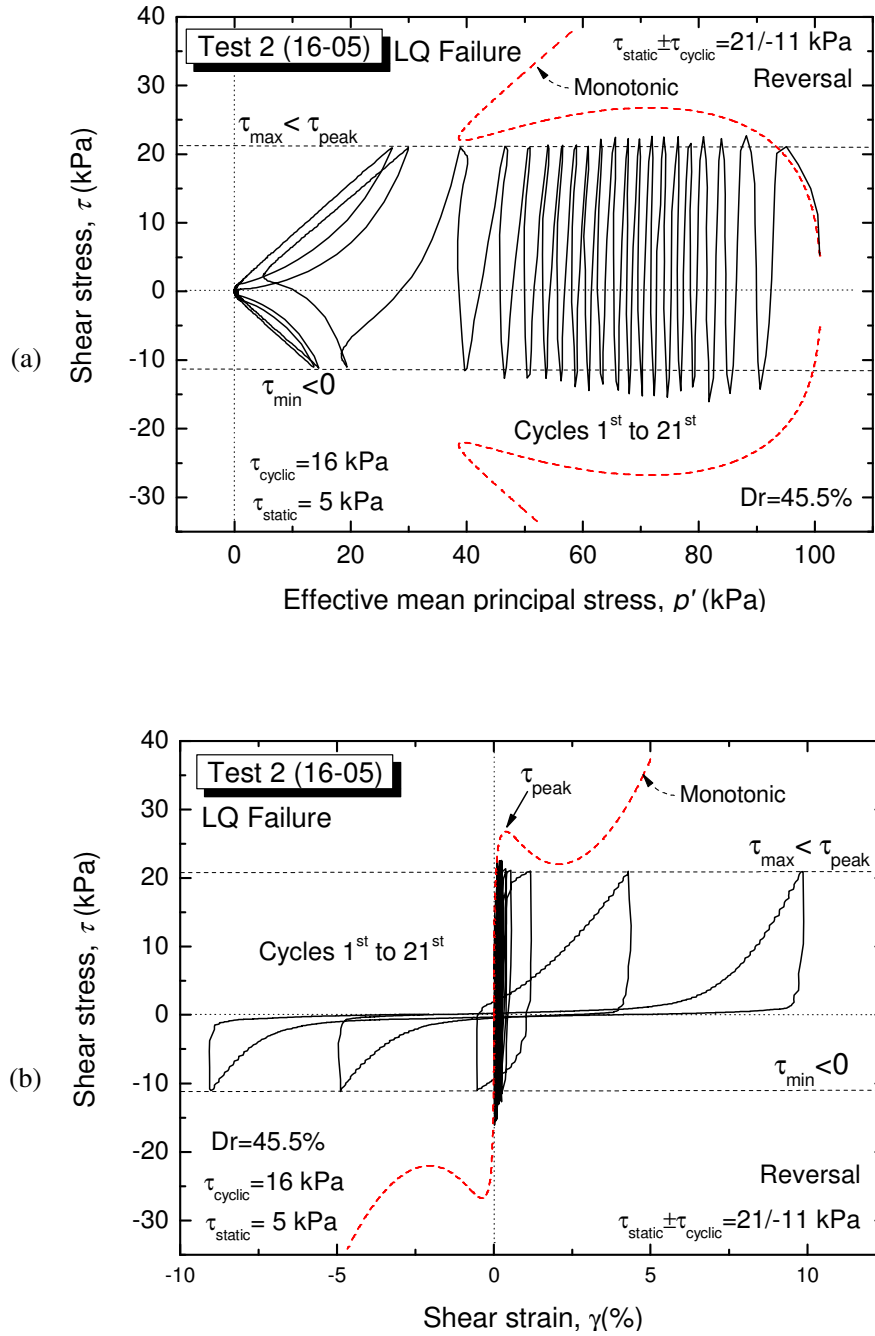 Test 2 (16-05)
LQ Failure
τstatic±τcyclic=21/-11 kPa
Monotonic
Reversal
τmax < τpeak
τmin<0
Cycles 1st to 21st
τcyclic=16 kPa
τstatic= 5 kPa
Dr=45.5%
40
30
20
10
0
-10
-20
-30
Shear stress, τ (kPa)
(a)
0 20 40 60 80 100
Effective mean principal stress, p' (kPa)
Test 2 (16-05)
LQ Failure
τpeak
Monotonic
τmax< τpeak
Cycles 1st to 21st
τmin<0
Dr=45.5%
τcyclic=16 kPa
τstatic= 5 kPa
Reversal
τstatic±τcyclic=21/-11 kPa
40
30
20
10
0
-10
-20
-30
Shear stress, τ (kPa)
(b)
-10 -5 0 5 10
Shear strain, γ(%)